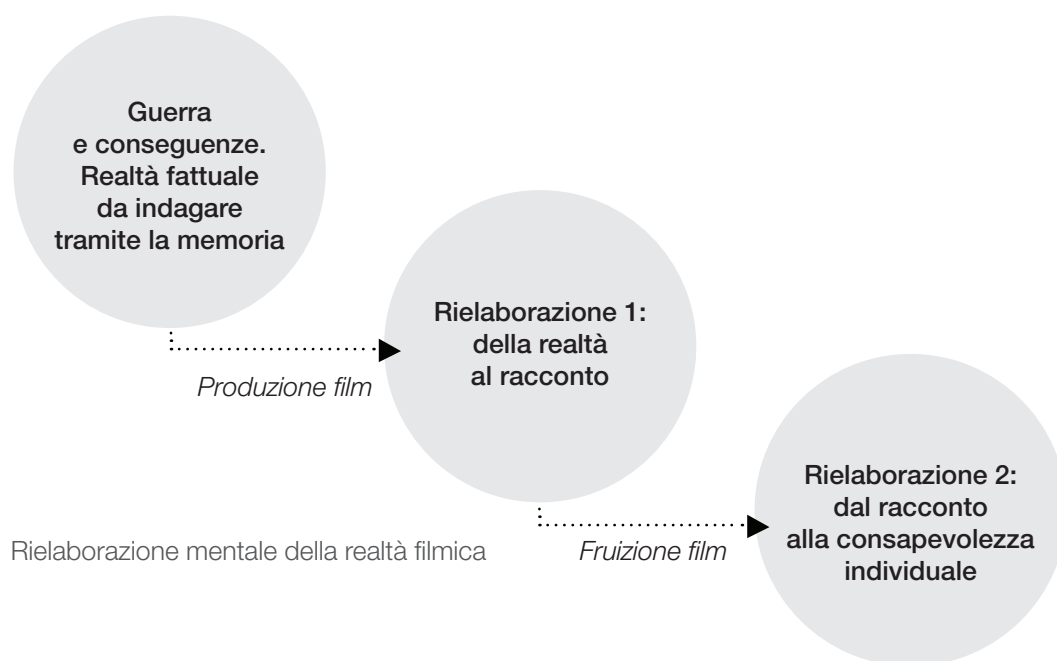 Guerra
e conseguenze.
Realtà fattuale
da indagare
tramite la memoria
Produzione film
Rielaborazione 1:
della realtà
al racconto
Rielaborazione mentale della realtà filmica
Fruizione film
Rielaborazione 2:
dal racconto
alla consapevolezza
individuale